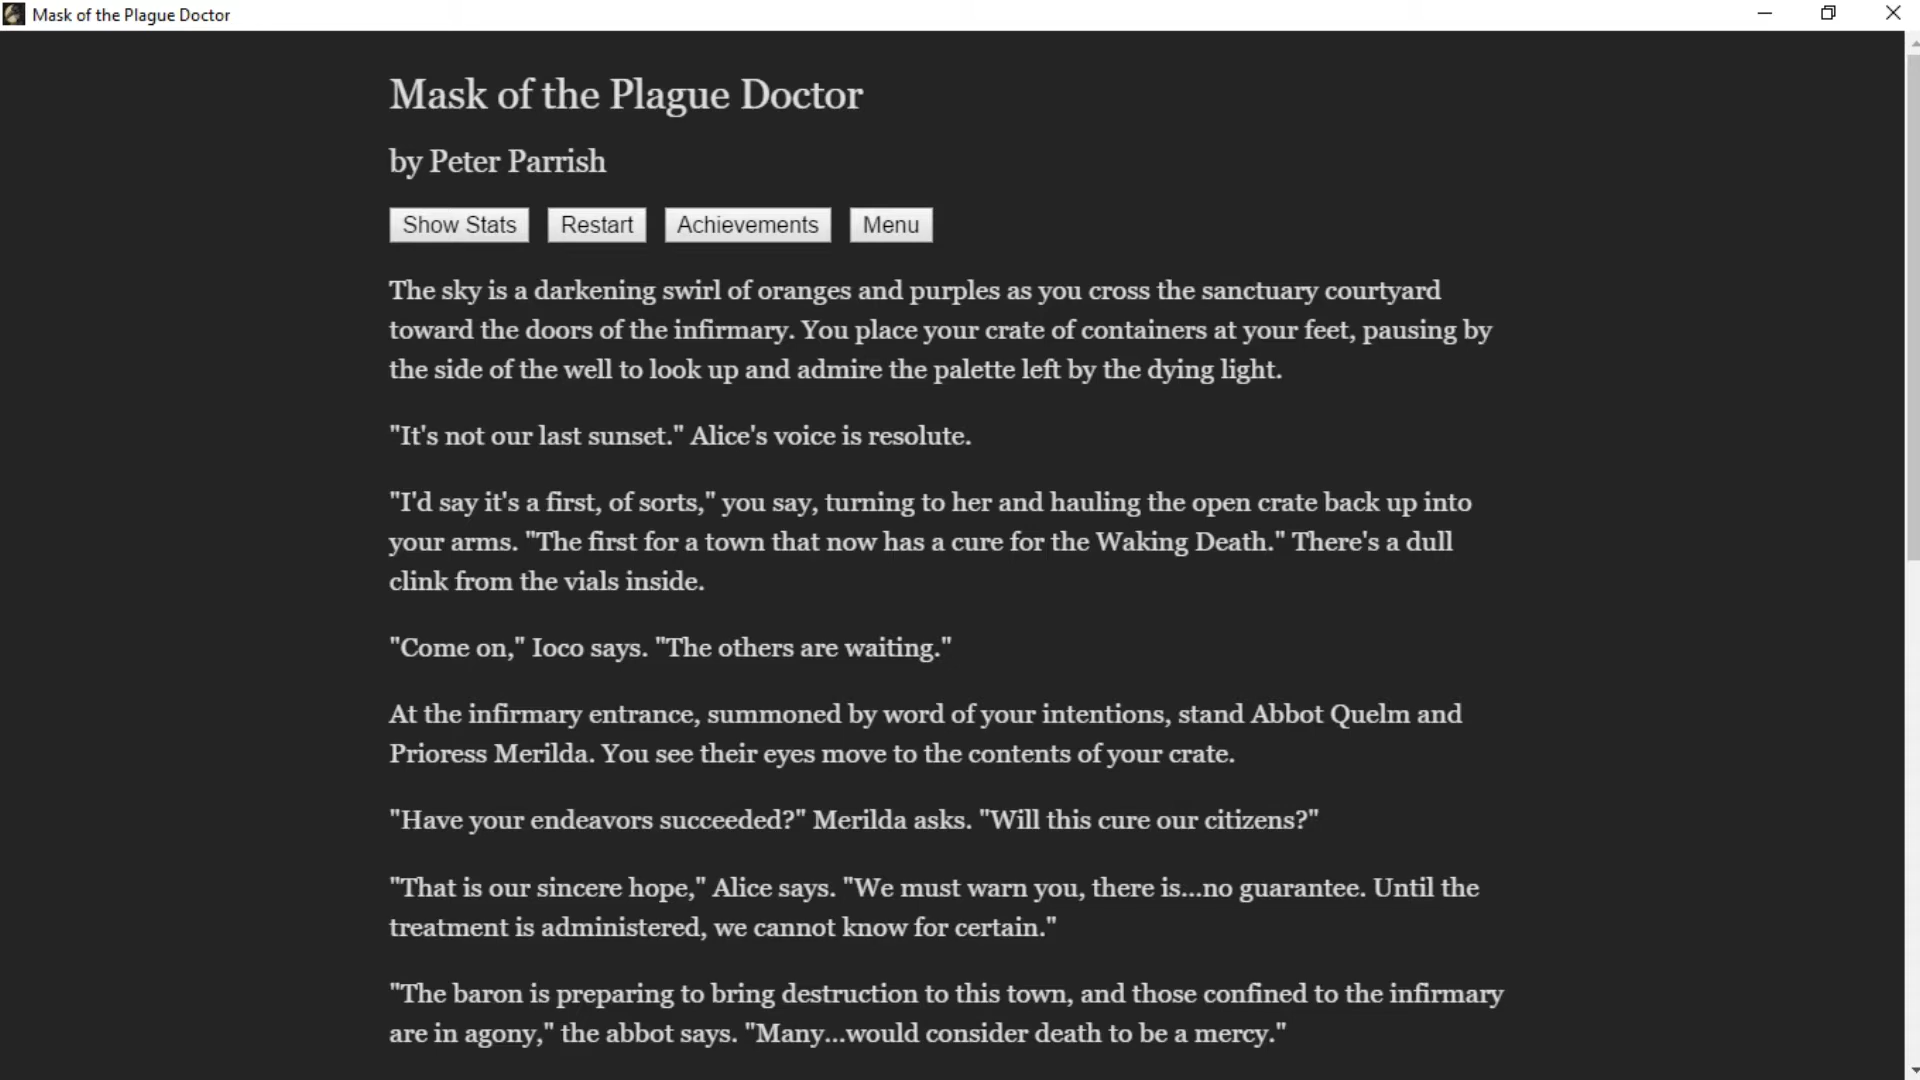 Mask of the Plague Doctor
Mask of the Plague Doctor
by Peter Parrish
Show Stats Restart Achievements Menu
The sky is a darkening swirl of oranges and purples as you cross the sanctuary courtyard
toward the doors of the infirmary. You place your crate of containers at your feet, pausing by
the side of the well to look up and admire the palette left by the dying light.
"It's not our last sunset." Alice's voice is resolute.
"I'd say it's a first, of sorts," you say, turning to her and hauling the open crate back up into
your arms. "The first for a town that now has a cure for the Waking Death." There's a dull
clink from the vials inside.
"Come on," Ioco says. "The others are waiting."
At the infirmary entrance, summoned by word of your intentions, stand Abbot Quelm and
Prioress Merilda. You see their eyes move to the contents of your crate.
"Have your endeavors succeeded?" Merilda asks. "Will this cure our citizens?"
"That is our sincere hope," Alice says. "We must warn you, there is...no guarantee. Until the
treatment is administered, we cannot know for certain."
"The baron is preparing to bring destruction to this town, and those confined to the infirmary
are in agony," the abbot says. "Many...would consider death to be a mercy."